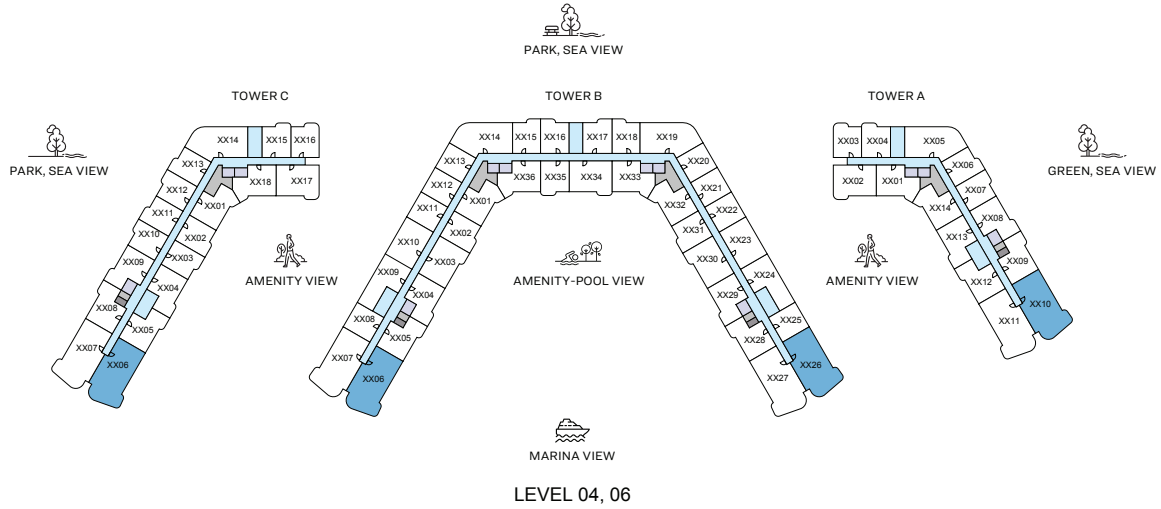 PARK, SEA VIEW
TOWER C
TOWER B
TOWER A
PARK, SEA VIEW
GREEN, SEA VIEW
XX14
XX15
XX16
XX13
XX12
XX11
XX10
XX09
XX08
XX07
XX18
XX17
XX01
XX02
XX03
XX04
XX05
XX06
AMENITY VIEW
XX14
XX15
XX16
XX17
XX18
XX19
XX13
XX12
XX11
XX10
XX09
XX08
XX07
XX36
XX35
XX34
XX33
XX01
XX02
XX03
XX04
XX05
XX06
XX20
XX21
XX22
XX23
XX24
XX25
XX26
XX32
XX31
XX30
XX29
XX28
XX27
AMENITY-POOL VIEW
AMENITY VIEW
XX03
XX04
XX05
XX02
XX01
XX06
XX07
XX08
XX09
XX10
XX14
XX13
XX12
XX11
MARINA VIEW
LEVEL 04, 06